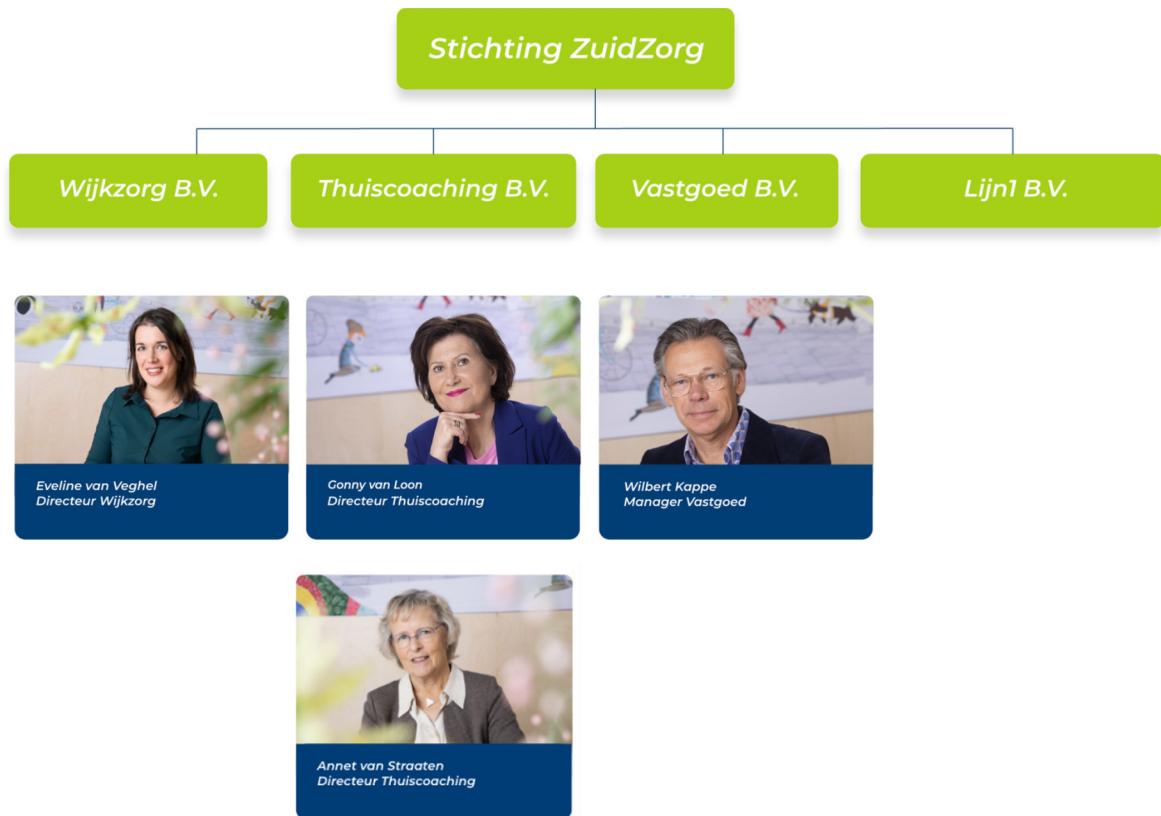 Stichting ZuidZorg
Wijkzorg B.V.
Thuiscoaching B.V.
Vastgoed B.V.
Lijn1 B.V.
Eveline van Veghel
Directeur Wijkzorg
Gonny van Loon
Directeur Thuiscoaching
Wilbert Kappe
Manager Vastgoed
Annet van Straaten
Directeur Thuiscoaching